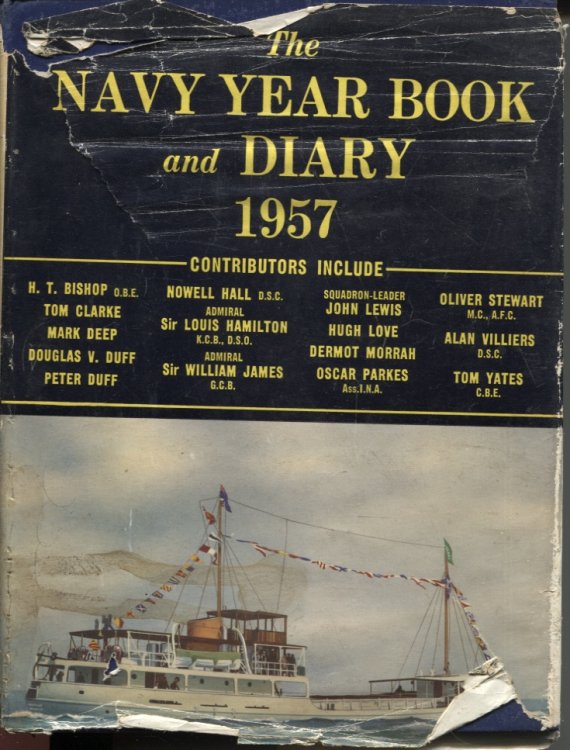 The
NAVY YEAR BOOK
and DIARY
1957
CONTRIBUTORS INCLUDE
H. T. BISHOP O.B.E.
TOM CLARKE
MARK DEEP
DOUGLAS V. DUFF
PETER DUFF
NOWELL HALL D.S.C.
ADMIRAL
Sir LOUIS HAMILTON
K.C.B., D.S.O.
ADMIRAL
Sir WILLIAM JAMES
G.C.B.
SQUADRON-LEADER
JOHN LEWIS
HUGH LOVE
DERMOT MORRAH
OSCAR PARKES
Ass.I.N.A.
OLIVER STEWART
M.C., A.F.C.
ALAN VILLIERS
D.S.C.
TOM YATES
C.B.E.